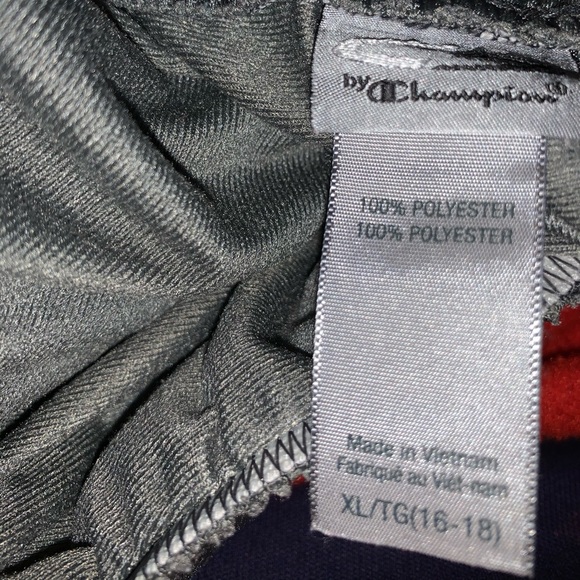 by Champion®
100% POLYESTER
100% POLYESTER
Made in Vietnam
Fabriqué au Viêt-nam
XL/TG(16-18)